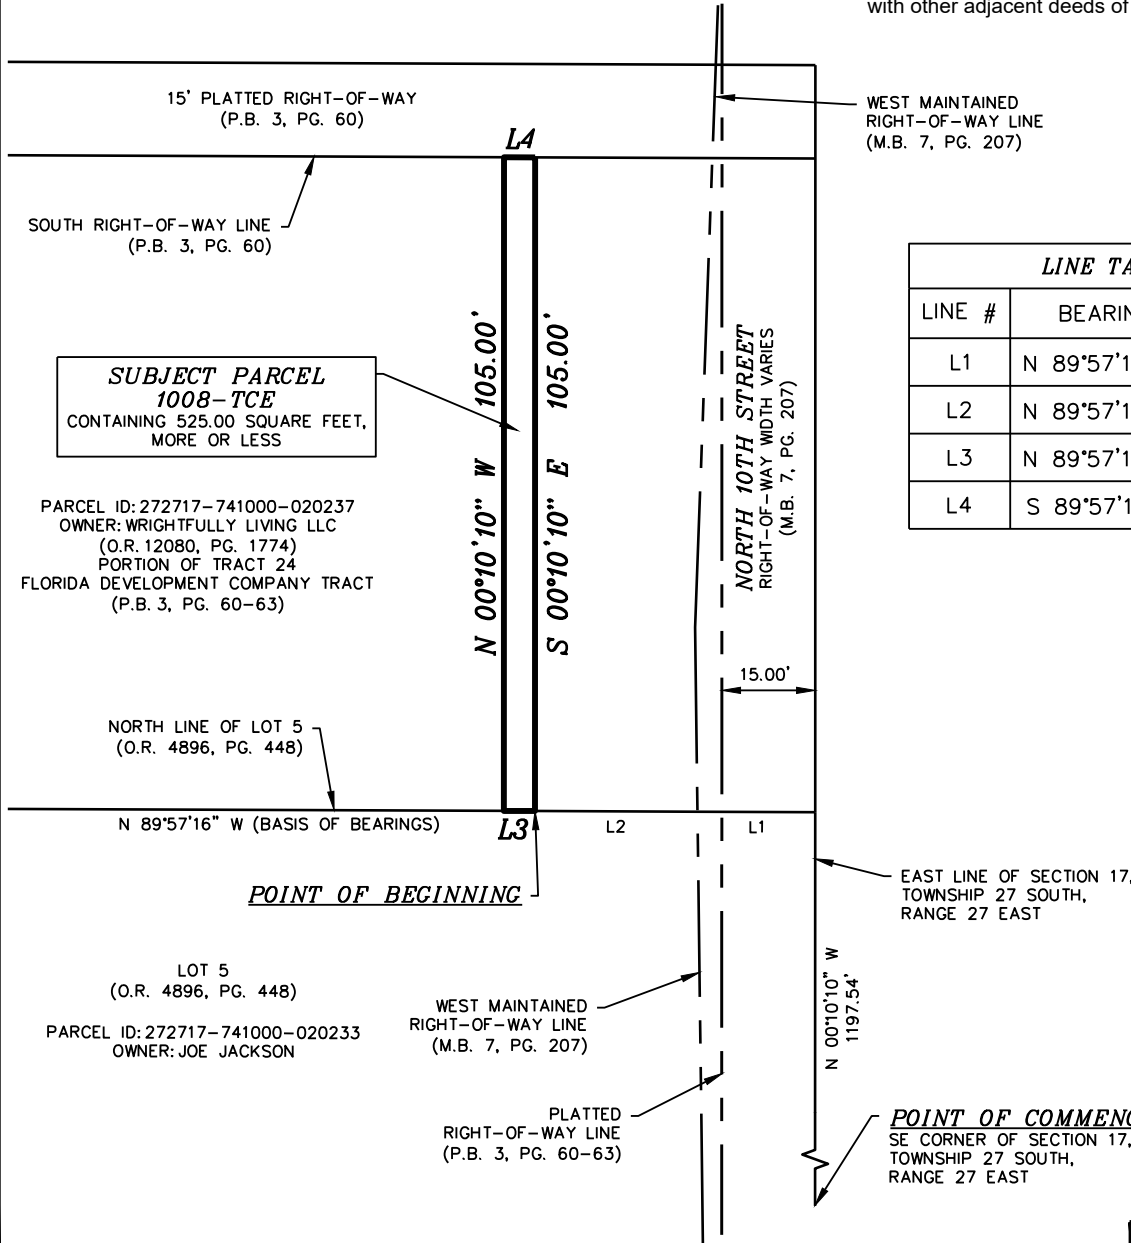 with other adjacent deeds of
15' PLATTED RIGHT-OF-WAY
(P.B. 3, PG. 60)
WEST MAINTAINED
RIGHT-OF-WAY LINE
(M.B. 7, PG. 207)
L4
SOUTH RIGHT-OF-WAY LINE
(P.B. 3, PG. 60)
LINE
LINE #
L1 N 89°57'1
L2 N 89°57'1
L3 N 89°57'1
L4 S 89°57'1
SUBJECT PARCEL
1008-TCE
CONTAINING 525.00 SQUARE FEET,
MORE OR LESS
N 00°10'10" W 105.00'
S 00°10'10" E 105.00'
NORTH 10TH STREET
RIGHT-OF-WAY WIDTH VARIES
(M.B. 7, PG. 207)
PARCEL ID: 272717-741000-020237
OWNER: WRIGHTFULLY LIVING LLC
(O.R. 12080, PG. 1774)
PORTION OF TRACT 24
FLORIDA DEVELOPMENT COMPANY TRACT
(P.B. 3, PG. 60-63)
15.00'
NORTH LINE OF LOT 5
(O.R. 4896, PG. 448)
N 89°57'16" W (BASIS OF BEARINGS)
L3
L2
L1
POINT OF BEGINNING
EAST LINE OF SECTION 17,
TOWNSHIP 27 SOUTH,
RANGE 27 EAST
N 00°10'10" W
1197.54'
LOT 5
(O.R. 4896, PG. 448)
PARCEL ID: 272717-741000-020233
OWNER: JOE JACKSON
WEST MAINTAINED
RIGHT-OF-WAY LINE
(M.B. 7, PG. 207)
PLATTED
RIGHT-OF-WAY LINE
(P.B. 3, PG. 60-63)
POINT OF
SE CORNER OF SECTION 17,
TOWNSHIP 27 SOUTH,
RANGE 27 EAST